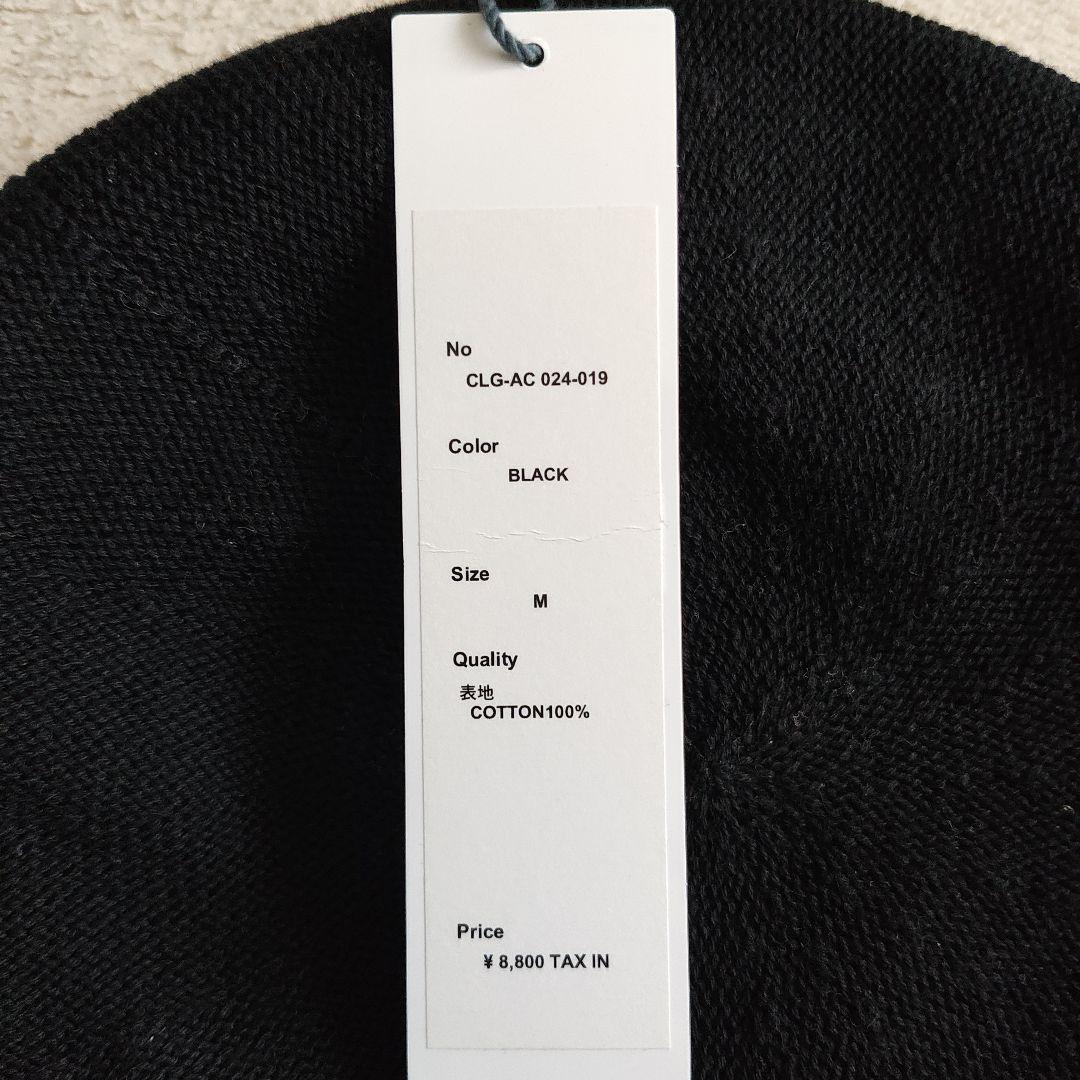 No
CLG-AC 024-019
Color
BLACK
Size
M
Quality
表地
COTTON100%
Price
¥ 8,800 TAX IN